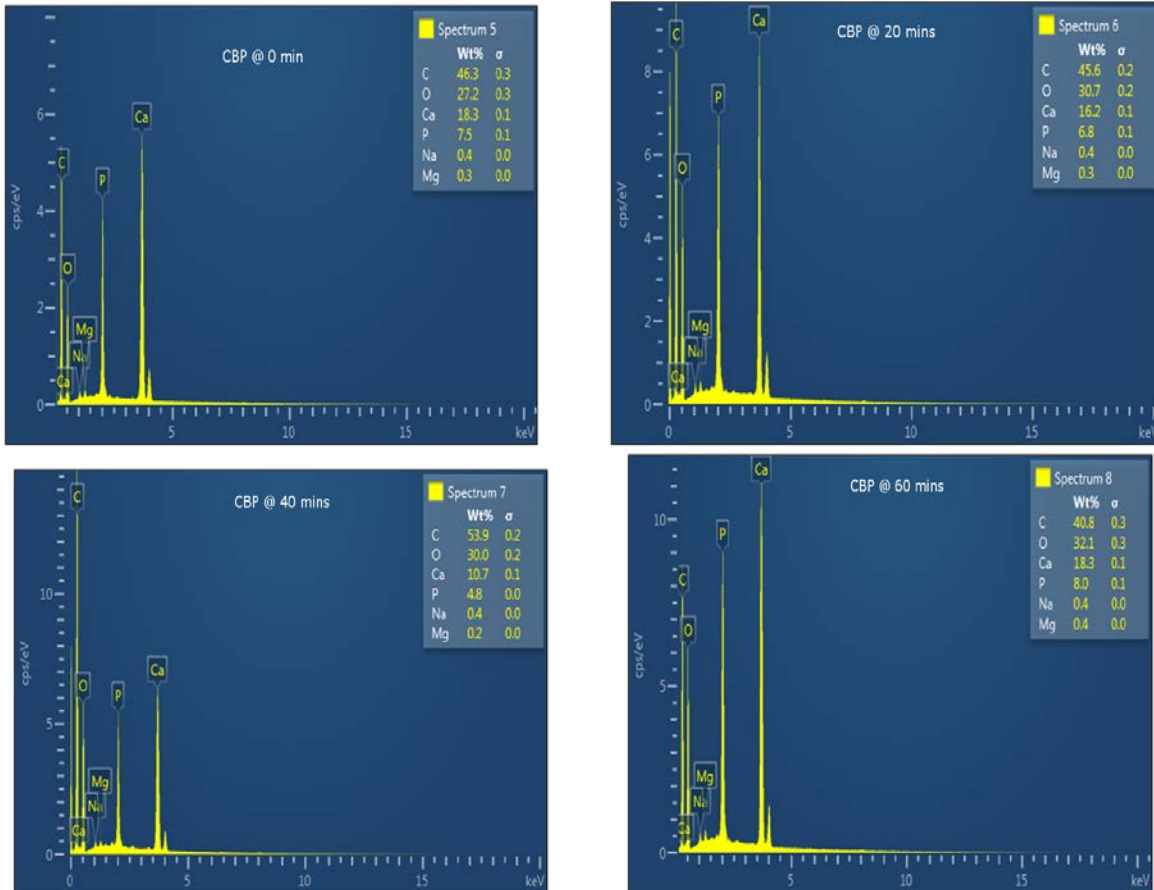 CBP @ 0 min
Spectrum 5
Wt% σ
C 46.3 0.3
O 27.2 0.3
Ca 18.3 0.1
P 7.5 0.1
Na 0.4 0.0
Mg 0.3 0.0
cps/eV
6
4
2
0
C
O
Ca
Na
Mg
P
Ca
5 10 15 keV
CBP @ 20 mins
Spectrum 6
Wt% σ
C 45.6 0.2
O 30.7 0.2
Ca 16.2 0.1
P 6.8 0.1
Na 0.4 0.0
Mg 0.3 0.0
cps/eV
8
6
4
2
0
C
O
Ca
Na
Mg
P
Ca
0 5 10 15 keV
CBP @ 40 mins
Spectrum 7
Wt% σ
C 53.9 0.2
O 30.0 0.2
Ca 10.7 0.1
P 4.8 0.0
Na 0.4 0.0
Mg 0.2 0.0
cps/eV
10
5
0
C
O
Ca
Na
Mg
P
Ca
0 5 10 15 keV
CBP @ 60 mins
Spectrum 8
Wt% σ
C 40.8 0.3
O 32.1 0.3
Ca 18.3 0.1
P 8.0 0.1
Na 0.4 0.0
Mg 0.4 0.0
cps/eV
10
5
0
C
O
Ca
Na
Mg
P
Ca
5 10 15 keV